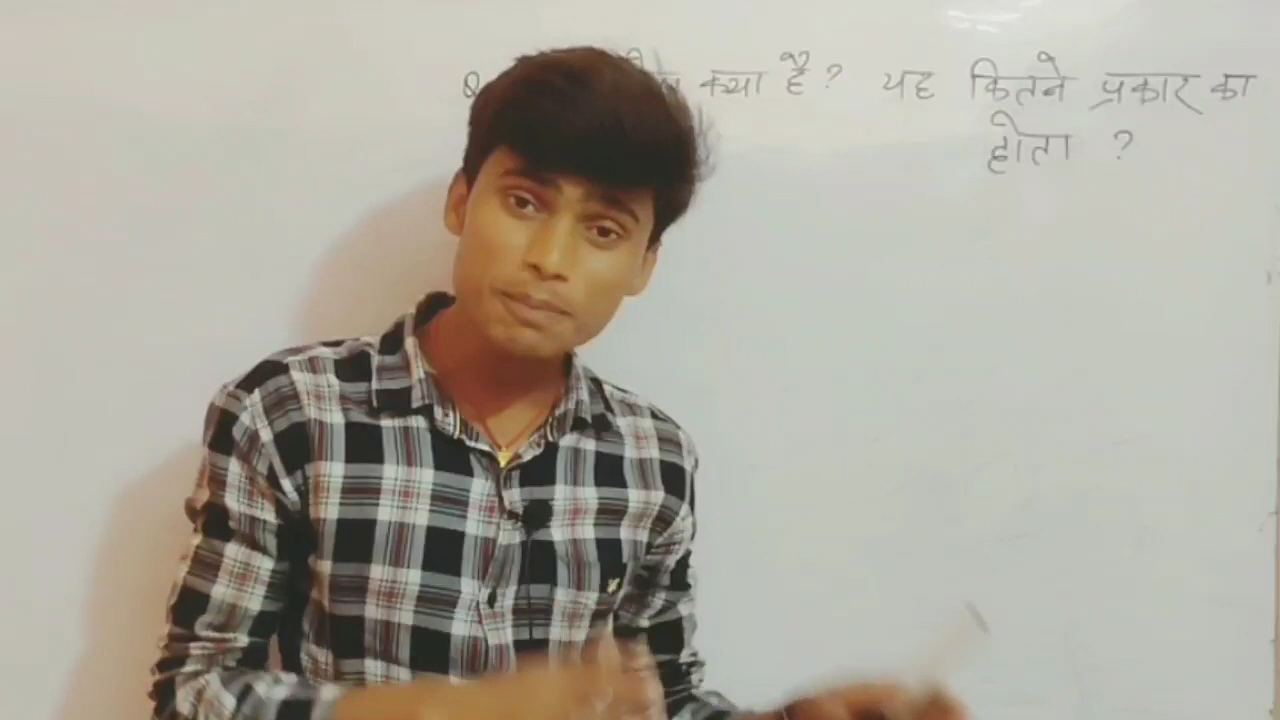 Q क्या है? यह कितने प्रकार का
होता ?